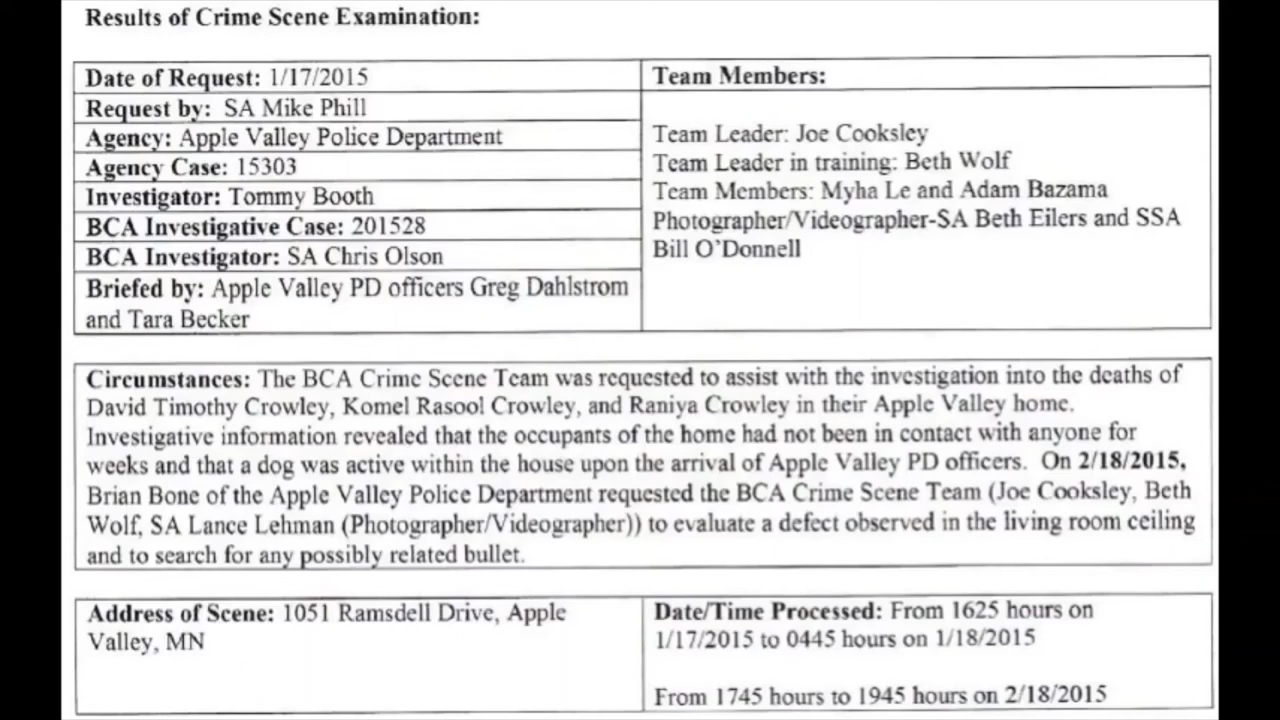 Results of Crime Scene Examination:
Date of Request: 1/17/2015
Request by: SA Mike Phill
Agency: Apple Valley Police Department
Agency Case: 15303
Investigator: Tommy Booth
BCA Investigative Case: 201528
BCA Investigator: SA Chris Olson
Briefed by: Apple Valley PD officers Greg Dahlstrom
and Tara Becker
Team Members:
Team Leader: Joe Cooksley
Team Leader in training: Beth Wolf
Team Members: Myha Le and Adam Bazama
Photographer/Videographer-SA Beth Eilers and SSA
Bill O'Donnell
Circumstances: The BCA Crime Scene Team was requested to assist with the investigation into the deaths of
David Timothy Crowley, Komel Rasool Crowley, and Raniya Crowley in their Apple Valley home.
Investigative information revealed that the occupants of the home had not been in contact with anyone for
weeks and that a dog was active within the house upon the arrival of Apple Valley PD officers. On 2/18/2015,
Brian Bone of the Apple Valley Police Department requested the BCA Crime Scene Team (Joe Cooksley, Beth
Wolf, SA Lance Lehman (Photographer/Videographer)) to evaluate a defect observed in the living room ceiling
and to search for any possibly related bullet.
Address of Scene: 1051 Ramsdell Drive, Apple
Valley, MN
Date/Time Processed: From 1625 hours on
1/17/2015 to 0445 hours on 1/18/2015
From 1745 hours to 1945 hours on 2/18/2015